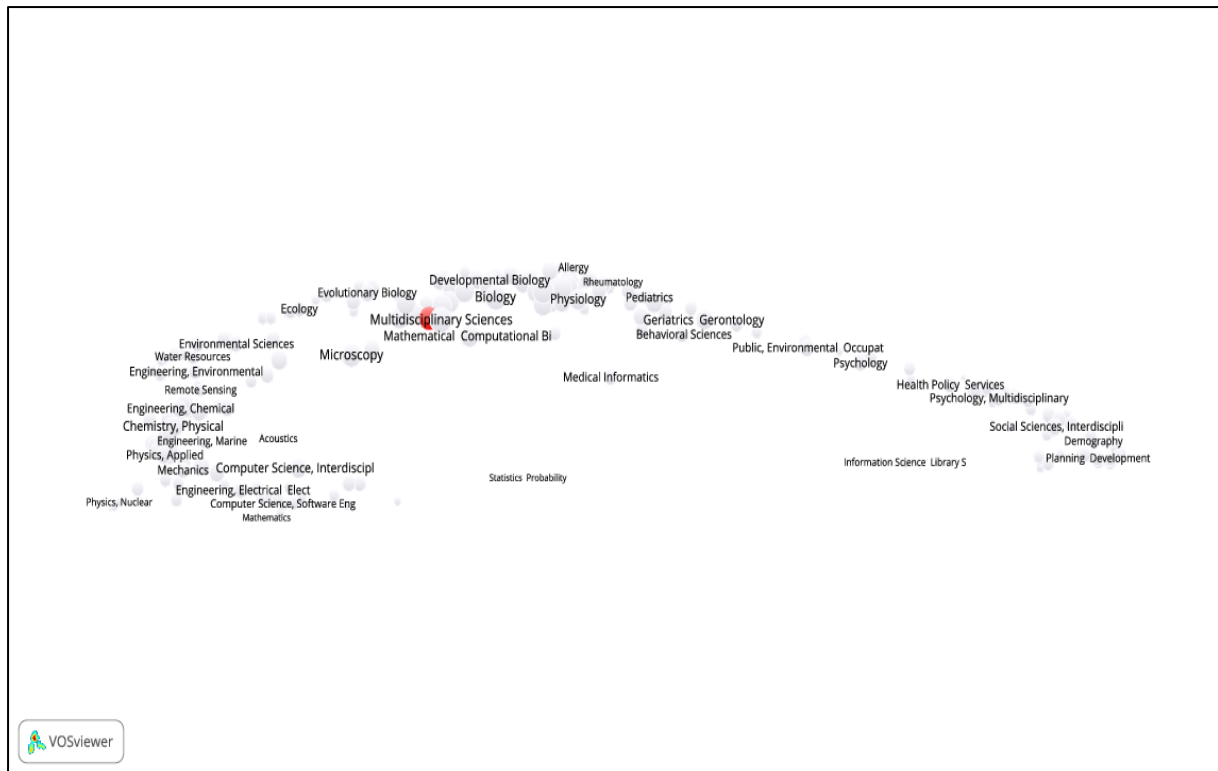 Allergy
Developmental Biology
Rheumatology
Evolutionary Biology
Biology
Physiology
Pediatrics
Ecology
Multidisciplinary Sciences
Geriatrics Gerontology
Mathematical Computational Bi
Behavioral Sciences
Environmental Sciences
Public, Environmental Occupat
Water Resources
Microscopy
Psychology
Engineering, Environmental
Medical Informatics
Remote Sensing
Health Policy Services
Psychology, Multidisciplinary
Engineering, Chemical
Chemistry, Physical
Social Sciences, Interdiscipli
Engineering, Marine
Acoustics
Demography
Physics, Applied
Planning Development
Mechanics
Computer Science, Interdiscipl
Information Science Library S
Statistics Probability
Engineering, Electrical Elect
Physics, Nuclear
Computer Science, Software Eng
Mathematics
VOSviewer